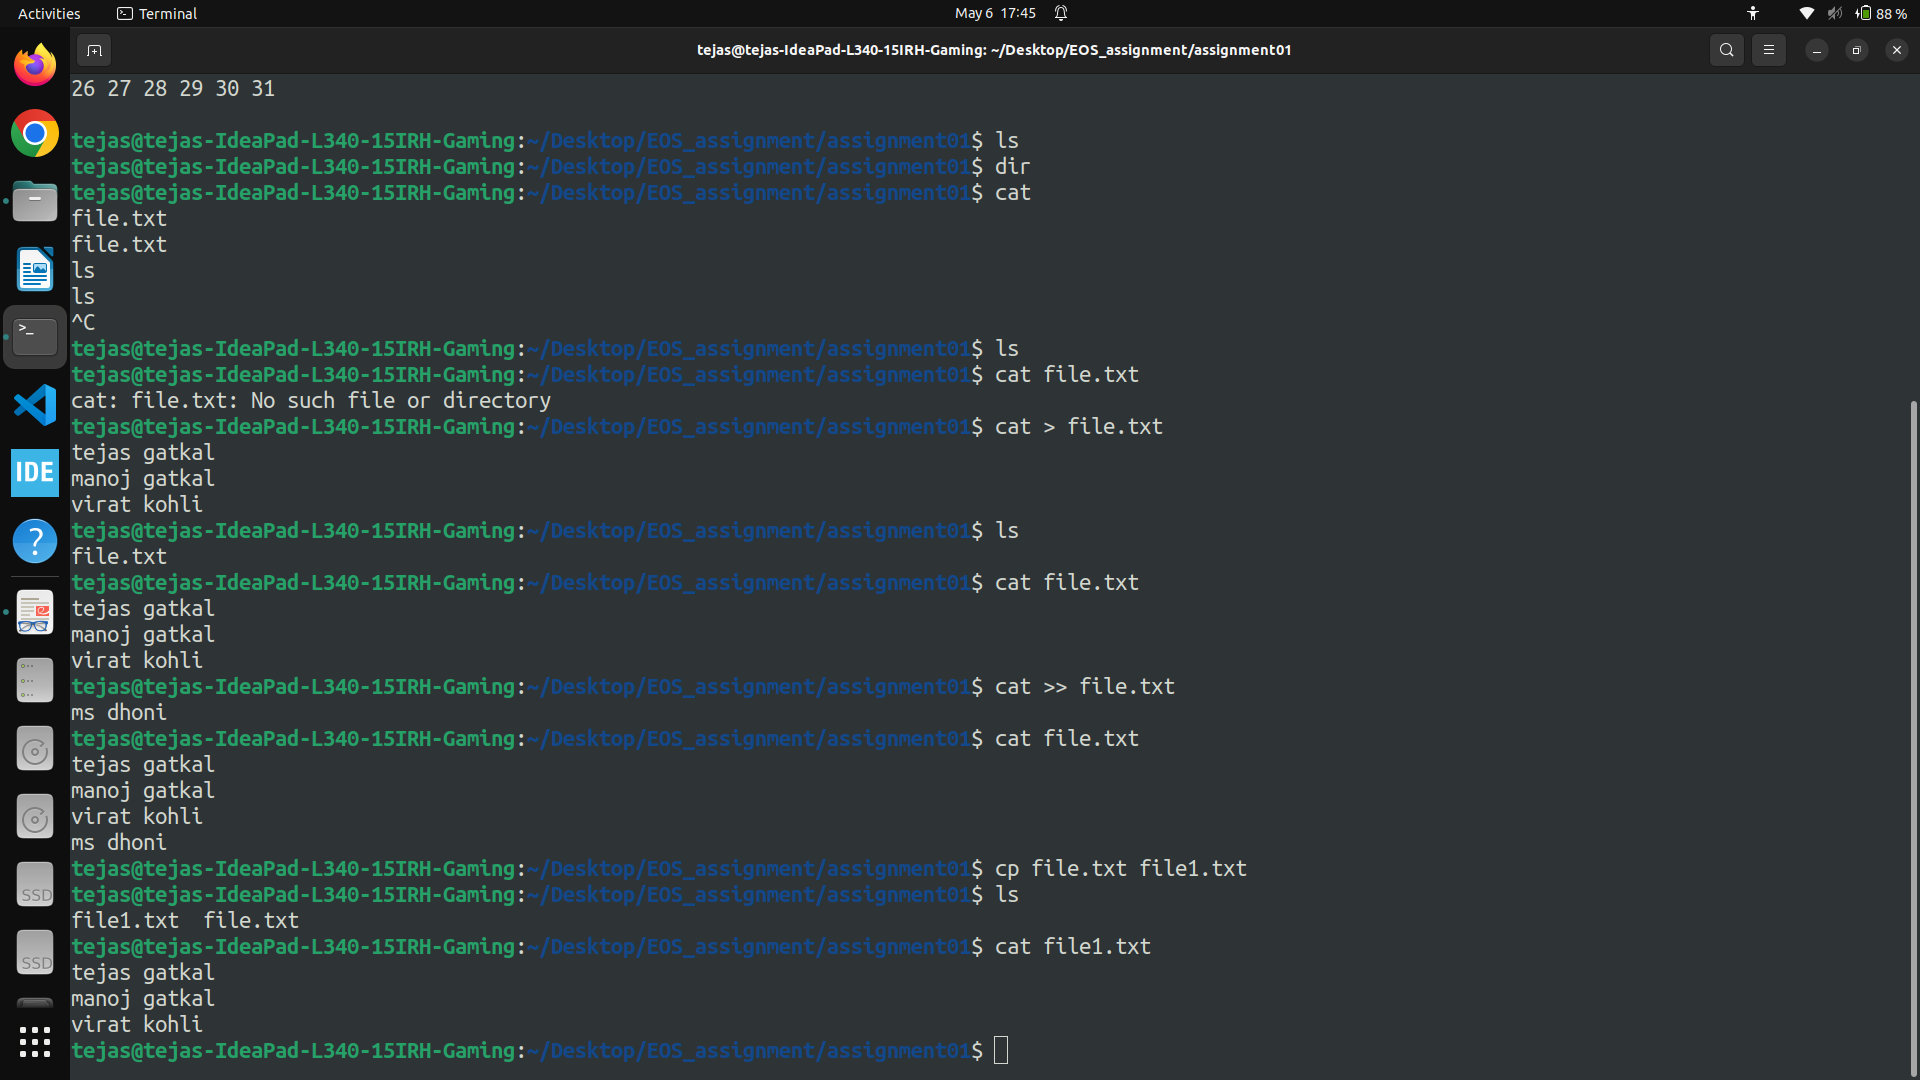 Activities Terminal May 6 17:45 88 %
tejas@tejas-IdeaPad-L340-15IRH-Gaming: ~/Desktop/EOS_assignment/assignment01
26 27 28 29 30 31
tejas@tejas-IdeaPad-L340-15IRH-Gaming:~/Desktop/EOS_assignment/assignment01$ ls
tejas@tejas-IdeaPad-L340-15IRH-Gaming:~/Desktop/EOS_assignment/assignment01$ dir
tejas@tejas-IdeaPad-L340-15IRH-Gaming:~/Desktop/EOS_assignment/assignment01$ cat
file.txt
file.txt
ls
ls
^C
tejas@tejas-IdeaPad-L340-15IRH-Gaming:~/Desktop/EOS_assignment/assignment01$ ls
tejas@tejas-IdeaPad-L340-15IRH-Gaming:~/Desktop/EOS_assignment/assignment01$ cat file.txt
cat: file.txt: No such file or directory
tejas@tejas-IdeaPad-L340-15IRH-Gaming:~/Desktop/EOS_assignment/assignment01$ cat > file.txt
tejas gatkal
manoj gatkal
virat kohli
tejas@tejas-IdeaPad-L340-15IRH-Gaming:~/Desktop/EOS_assignment/assignment01$ ls
file.txt
tejas@tejas-IdeaPad-L340-15IRH-Gaming:~/Desktop/EOS_assignment/assignment01$ cat file.txt
tejas gatkal
manoj gatkal
virat kohli
tejas@tejas-IdeaPad-L340-15IRH-Gaming:~/Desktop/EOS_assignment/assignment01$ cat >> file.txt
ms dhoni
tejas@tejas-IdeaPad-L340-15IRH-Gaming:~/Desktop/EOS_assignment/assignment01$ cat file.txt
tejas gatkal
manoj gatkal
virat kohli
ms dhoni
tejas@tejas-IdeaPad-L340-15IRH-Gaming:~/Desktop/EOS_assignment/assignment01$ cp file.txt file1.txt
tejas@tejas-IdeaPad-L340-15IRH-Gaming:~/Desktop/EOS_assignment/assignment01$ ls
file1.txt  file.txt
tejas@tejas-IdeaPad-L340-15IRH-Gaming:~/Desktop/EOS_assignment/assignment01$ cat file1.txt
tejas gatkal
manoj gatkal
virat kohli
tejas@tejas-IdeaPad-L340-15IRH-Gaming:~/Desktop/EOS_assignment/assignment01$
>_
IDE
?
SSD
SSD